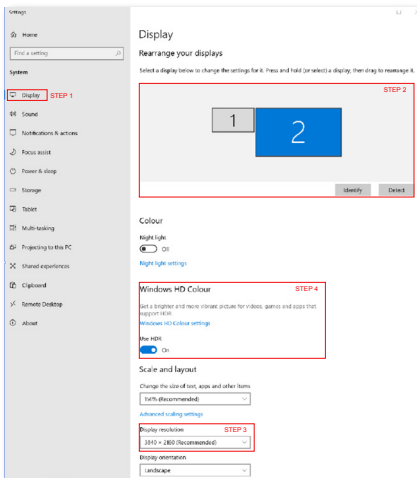 Settings
Home
Find a setting
System
Display STEP 1
Sound
Notifications & actions
Focus assist
Power & sleep
Storage
Tablet
Multi-tasking
Projecting to this PC
Shared experiences
Clipboard
Remote Desktop
About
Display
Rearrange your displays
Select a display below to change the settings for it. Press and hold (or select) a display, then drag to rearrange it.
STEP 2
1
2
Identify
Detect
Colour
Night light
Off
Night light settings
Windows HD Colour STEP 4
Get a brighter and more vibrant picture for videos, games and apps that
support HDR.
Windows HD Colour settings
Use HDR
On
Scale and layout
Change the size of text, apps and other items
150% (Recommended)
Advanced scaling settings
Display resolution STEP 3
3840 × 2160 (Recommended)
Display orientation
Landscape